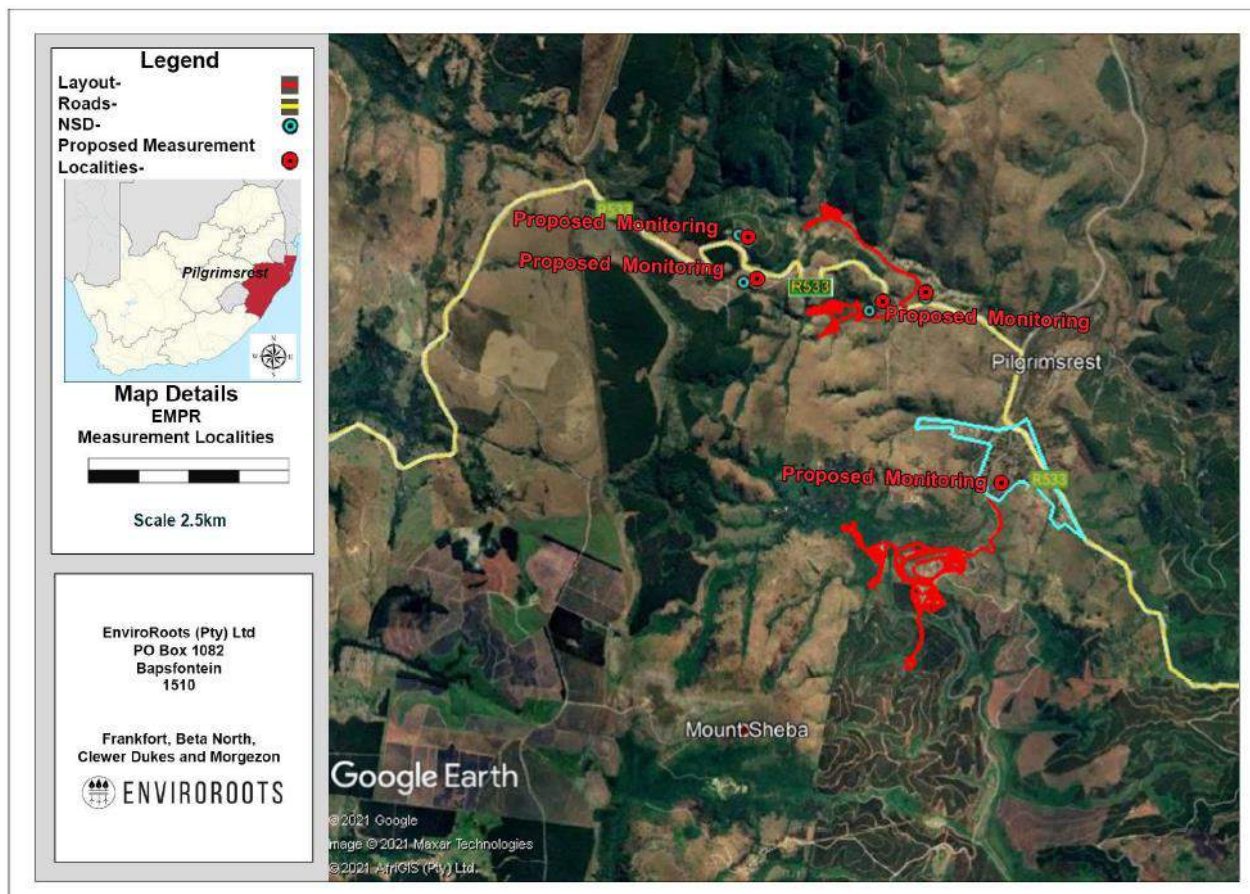 Legend
Layout-
Roads-
NSD-
Proposed Measurement
Localities-
Pilgrimsrest
N
W
E
S
Map Details
EMPR
Measurement Localities
Scale 2.5km
EnviroRoots (Pty) Ltd
PO Box 1082
Bapsfontein
1510
Frankfort, Beta North,
Clewer Dukes and Morgezon
ENVIROROOTS
R533
Proposed Monitoring
Proposed Monitoring
R533
Proposed Monitoring
Pilgrimsrest
Proposed Monitoring
R533
Mount Sheba
Google Earth
© 2021 Google
Image © 2021 Maxar Technologies
© 2021 AfriGIS (Pty) Ltd.